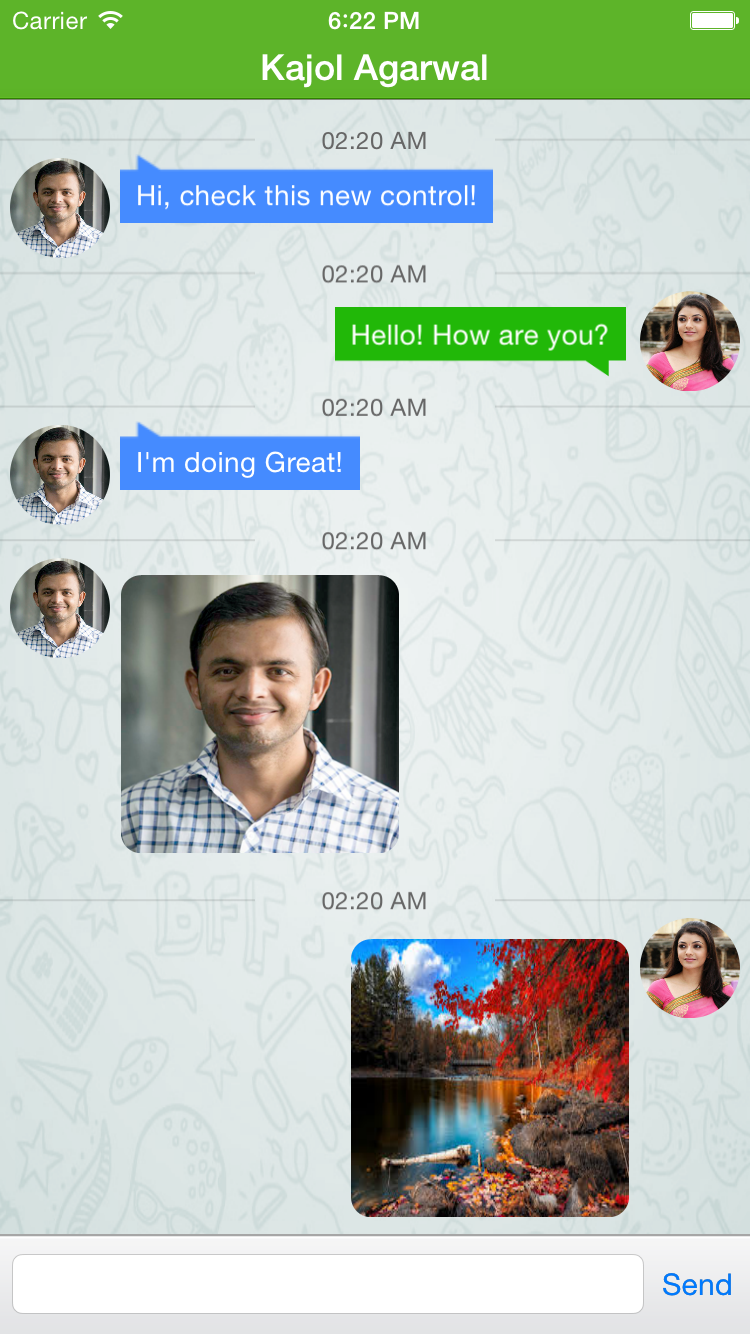 Carrier 6:22 PM
Kajol Agarwal
02:20 AM
Hi, check this new control!
02:20 AM
Hello! How are you?
02:20 AM
I'm doing Great!
02:20 AM
02:20 AM
BFF
Send